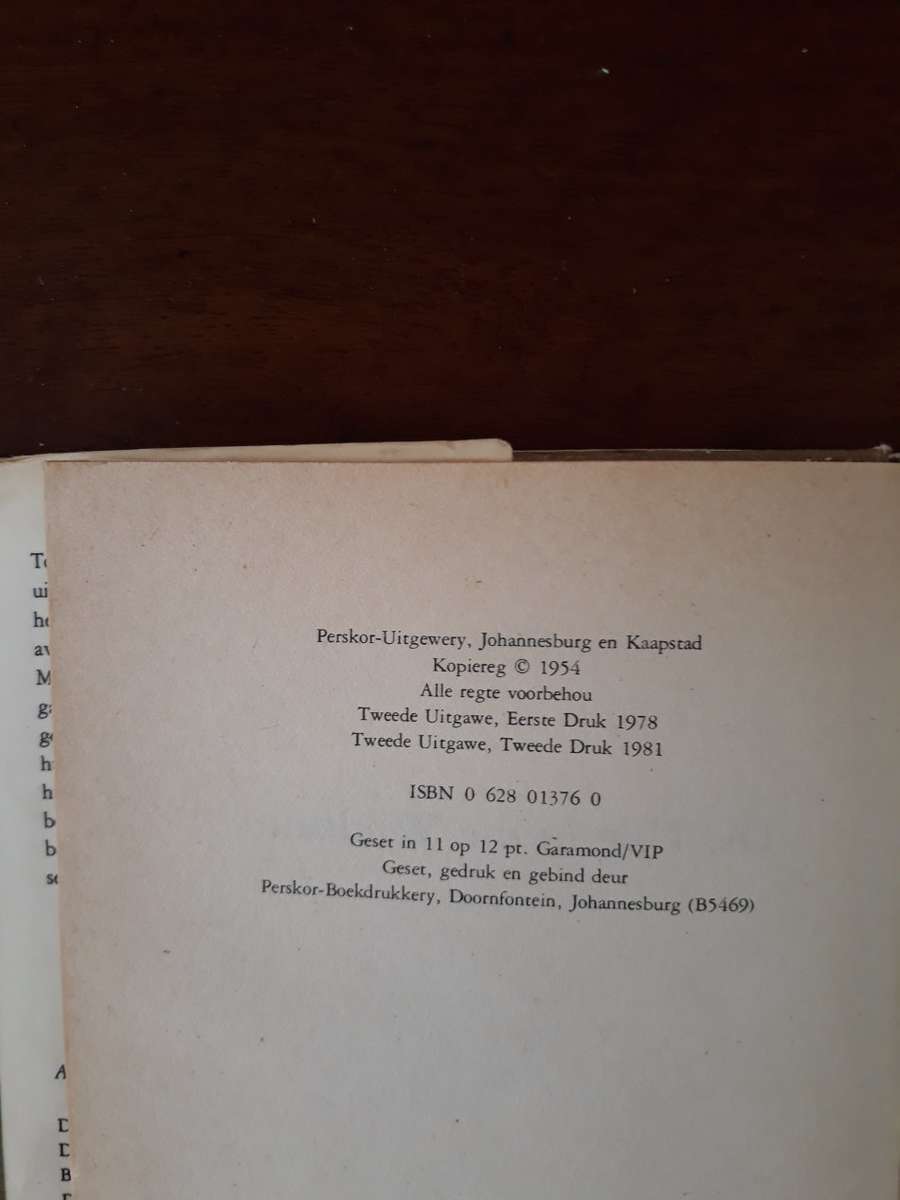 Perskor-Uitgewery, Johannesburg en Kaapstad
Kopiereg © 1954
Alle regte voorbehou
Tweede Uitgawe, Eerste Druk 1978
Tweede Uitgawe, Tweede Druk 1981
ISBN 0 628 01376 0
Geset in 11 op 12 pt. Garamond/VIP
Geset, gedruk en gebind deur
Perskor-Boekdrukkery, Doornfontein, Johannesburg (B5469)